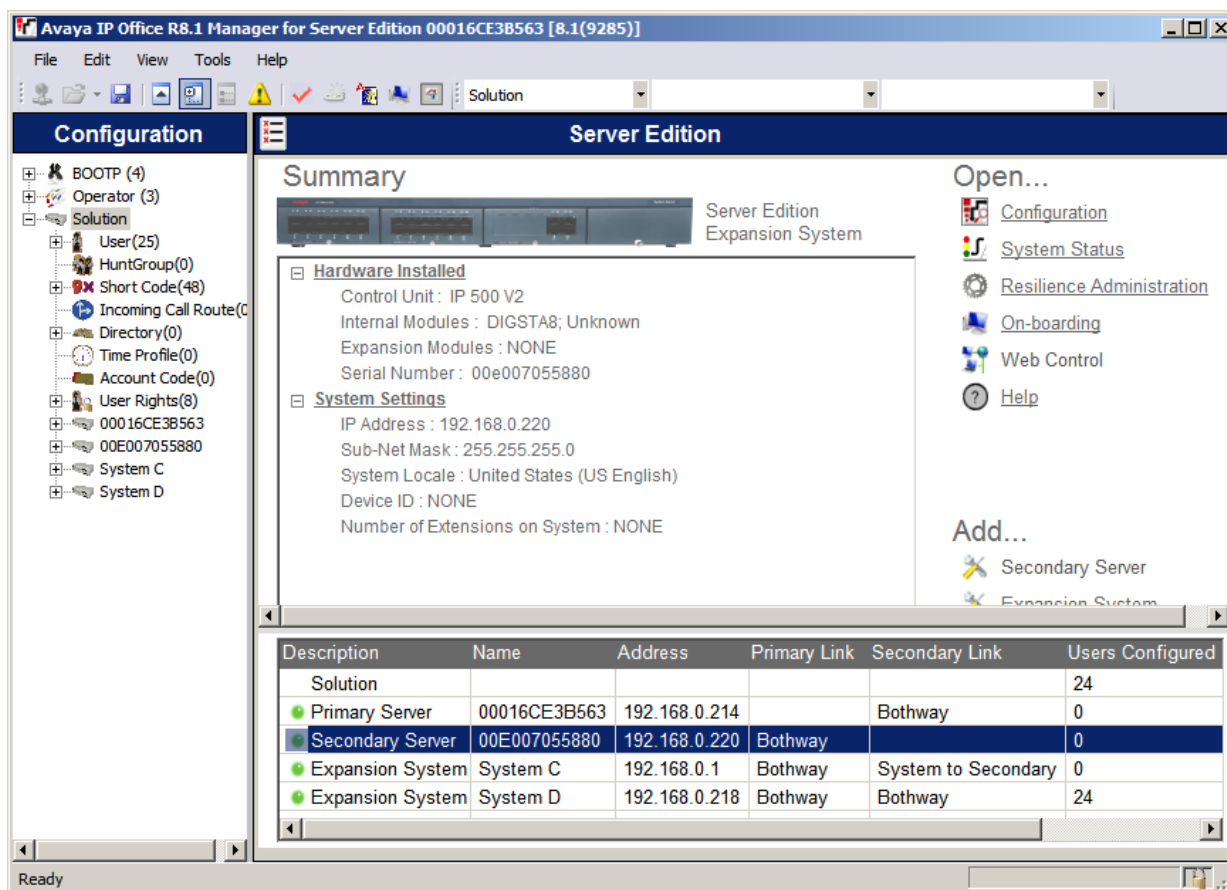 Avaya IP Office R8.1 Manager for Server Edition 00016CE3B563 [8.1(9285)]
File Edit View Tools Help
Solution
Configuration
BOOTP (4)
Operator (3)
Solution
User(25)
HuntGroup(0)
Short Code(48)
Incoming Call Route(0
Directory(0)
Time Profile(0)
Account Code(0)
User Rights(8)
00016CE3B563
00E007055880
System C
System D
Server Edition
Summary
Server Edition
Expansion System
Hardware Installed
Control Unit : IP 500 V2
Internal Modules : DIGSTA8; Unknown
Expansion Modules : NONE
Serial Number : 00e007055880
System Settings
IP Address : 192.168.0.220
Sub-Net Mask : 255.255.255.0
System Locale : United States (US English)
Device ID : NONE
Number of Extensions on System : NONE
Open...
Configuration
System Status
Resilience Administration
On-boarding
Web Control
Help
Add...
Secondary Server
Expansion System
Description Name Address Primary Link Secondary Link Users Configured
Solution 24
Primary Server 00016CE3B563 192.168.0.214 Bothway 0
Secondary Server 00E007055880 192.168.0.220 Bothway 0
Expansion System System C 192.168.0.1 Bothway System to Secondary 0
Expansion System System D 192.168.0.218 Bothway Bothway 24
Ready